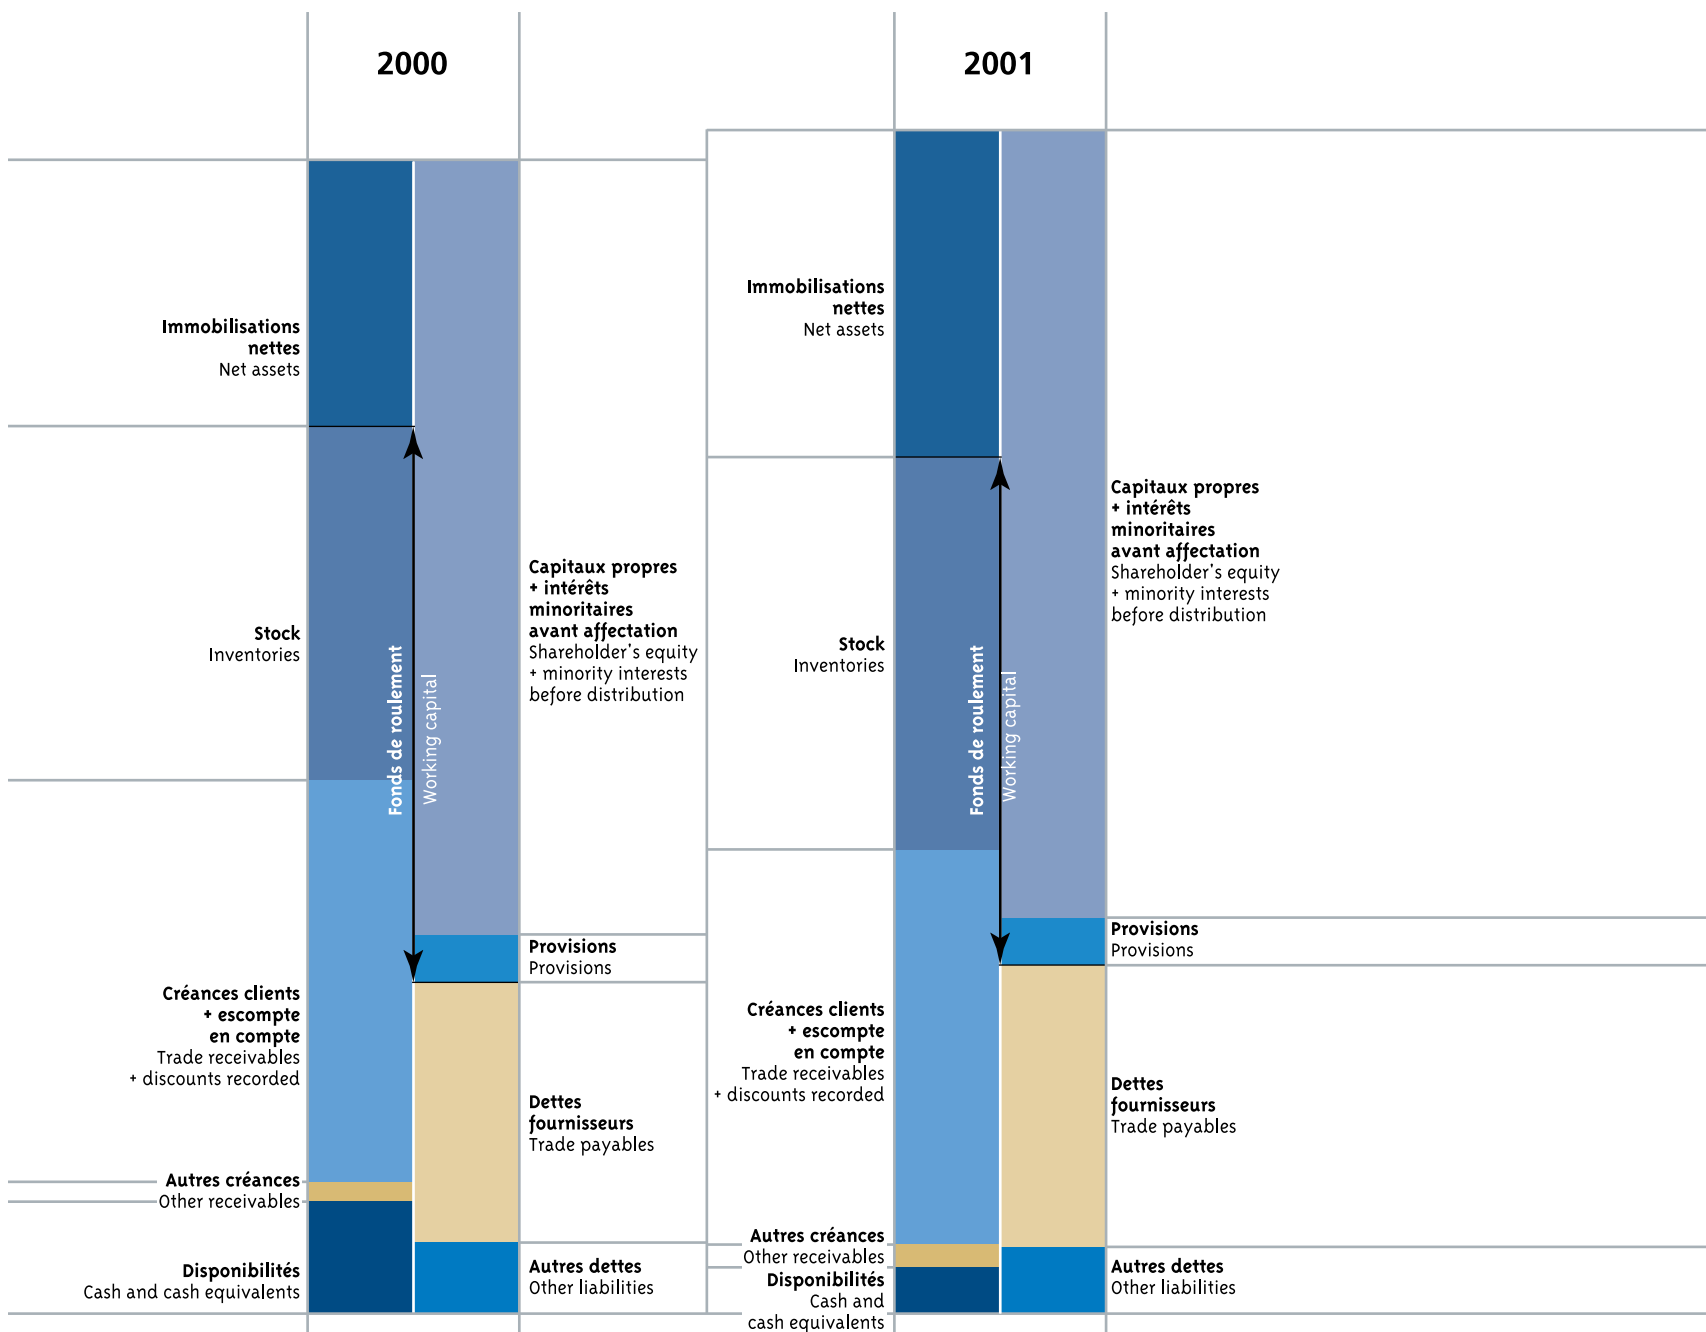 2000
Immobilisations
nettes
Net assets
Stock
Inventories
Créances clients
+ escompte
en compte
Trade receivables
+ discounts recorded
Autres créances
Other receivables
Disponibilités
Cash and cash equivalents
Fonds de roulement
Working capital
Capitaux propres
+ intérêts
minoritaires
avant affectation
Shareholder's equity
+ minority interests
before distribution
Provisions
Provisions
Dettes
fournisseurs
Trade payables
Autres dettes
Other liabilities
2001
Immobilisations
nettes
Net assets
Stock
Inventories
Créances clients
+ escompte
en compte
Trade receivables
+ discounts recorded
Autres créances
Other receivables
Disponibilités
Cash and
cash equivalents
Fonds de roulement
Working capital
Capitaux propres
+ intérêts
minoritaires
avant affectation
Shareholder's equity
+ minority interests
before distribution
Provisions
Provisions
Dettes
fournisseurs
Trade payables
Autres dettes
Other liabilities